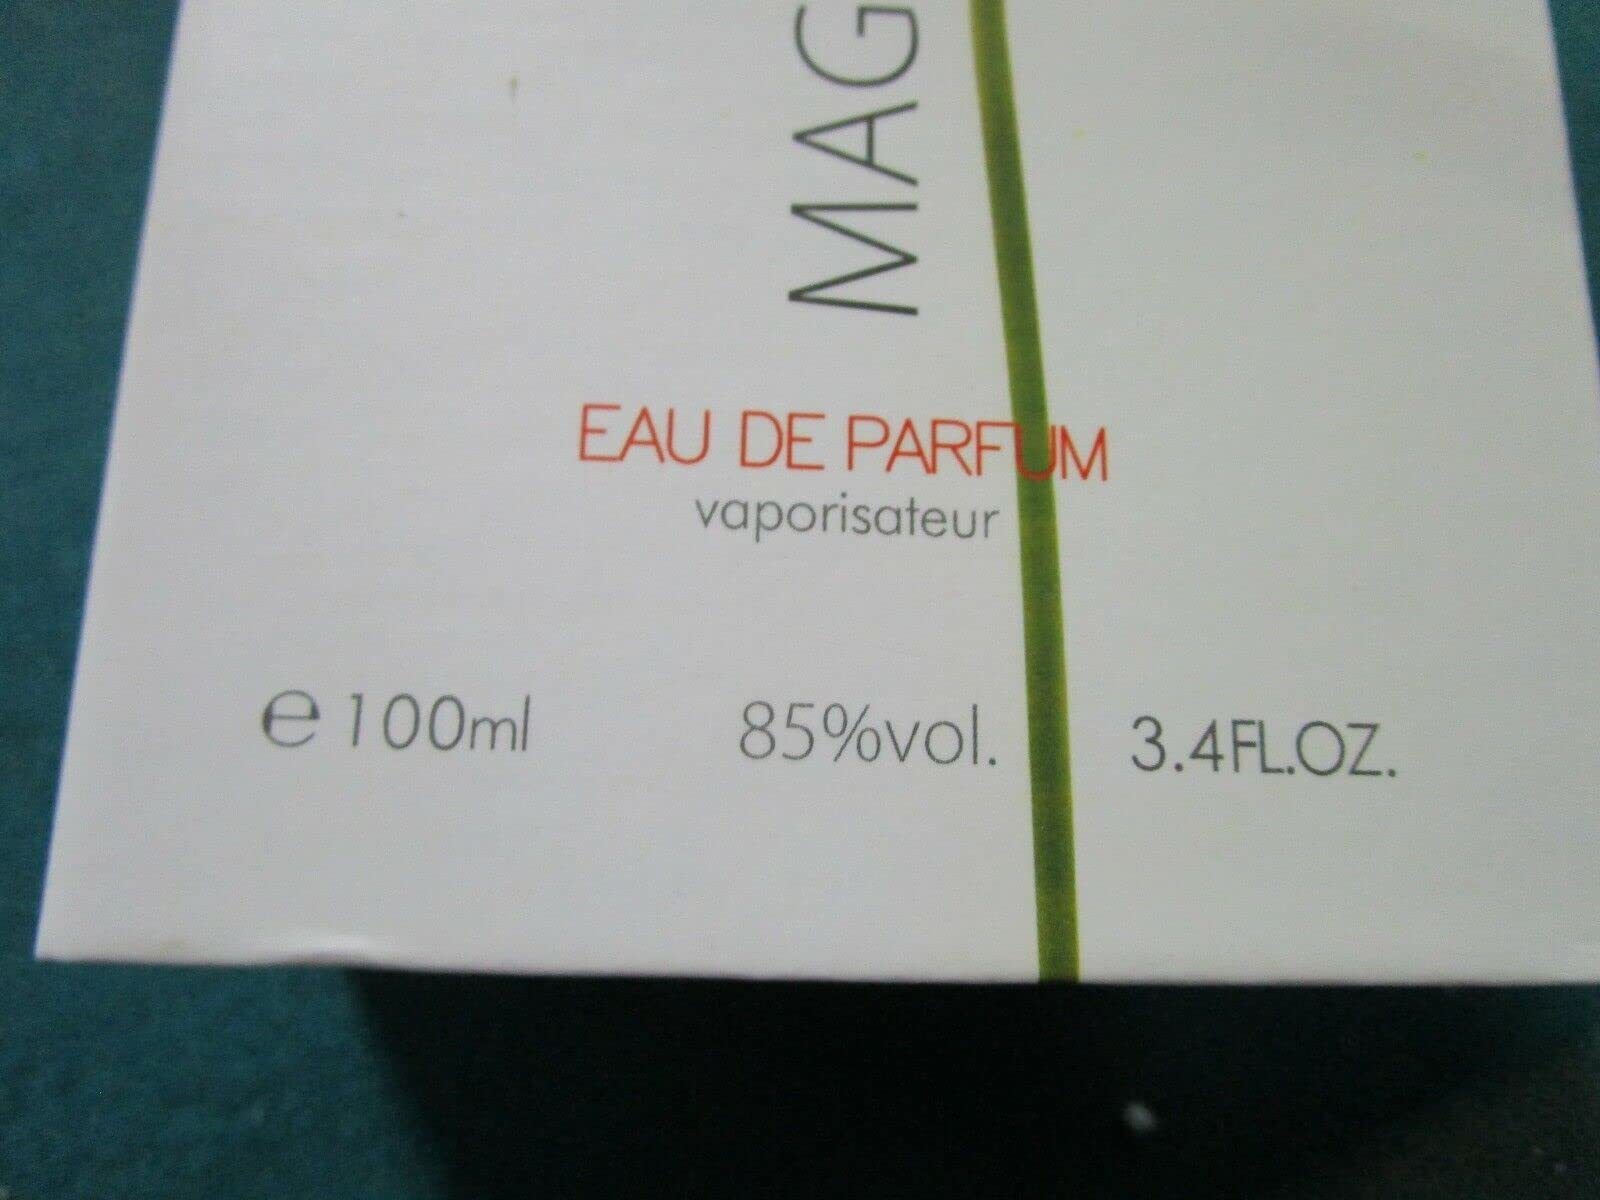 MAG
EAU DE PARFUM
vaporisateur
℮ 100ml 85%vol. 3.4FL.OZ.